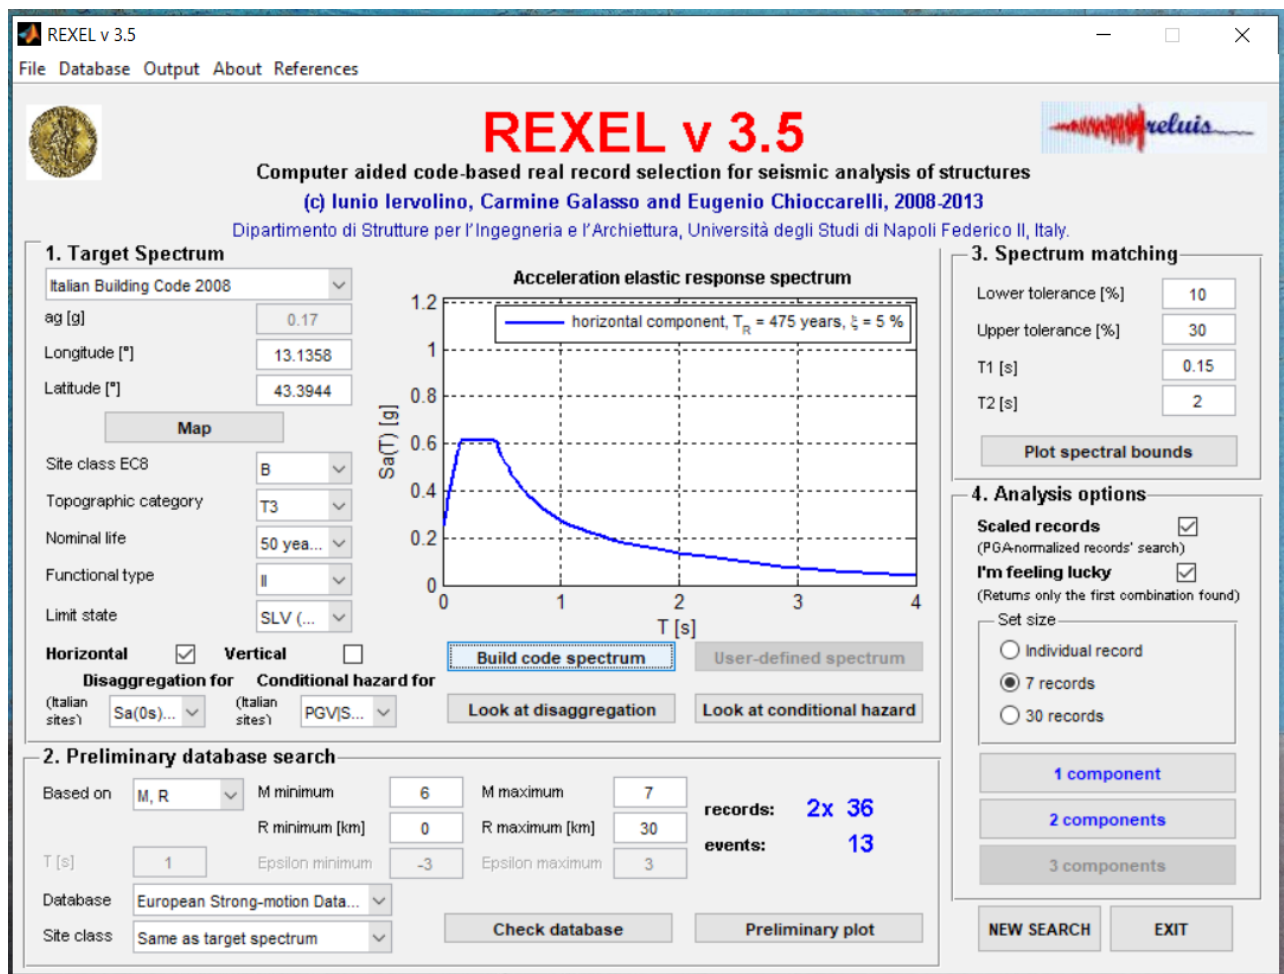 REXEL v 3.5
File Database Output About References
REXEL v 3.5
reluis
Computer aided code-based real record selection for seismic analysis of structures
(c) Iunio Iervolino, Carmine Galasso and Eugenio Chioccarelli, 2008-2013
Dipartimento di Strutture per l'Ingegneria e l'Archiettura, Università degli Studi di Napoli Federico II, Italy.
1. Target Spectrum
Italian Building Code 2008
ag [g] 0.17
Longitude [°] 13.1358
Latitude [°] 43.3944
Map
Site class EC8 B
Topographic category T3
Nominal life 50 yea...
Functional type II
Limit state SLV (...
Horizontal Vertical
Disaggregation for Conditional hazard for
(Italian sites) Sa(0s)... (Italian sites) PGV|S...
Acceleration elastic response spectrum
horizontal component, T_R = 475 years, ξ = 5 %
Sa(T) [g]
1.2
1
0.8
0.6
0.4
0.2
0
0 1 2 3 4
T [s]
Build code spectrum User-defined spectrum
Look at disaggregation Look at conditional hazard
2. Preliminary database search
Based on M, R M minimum 6 M maximum 7
R minimum [km] 0 R maximum [km] 30
T [s] 1 Epsilon minimum -3 Epsilon maximum 3
records: 2x 36
events: 13
Database European Strong-motion Data...
Site class Same as target spectrum
Check database Preliminary plot
3. Spectrum matching
Lower tolerance [%] 10
Upper tolerance [%] 30
T1 [s] 0.15
T2 [s] 2
Plot spectral bounds
4. Analysis options
Scaled records
(PGA-normalized records' search)
I'm feeling lucky
(Returns only the first combination found)
Set size
Individual record
7 records
30 records
1 component
2 components
3 components
NEW SEARCH EXIT